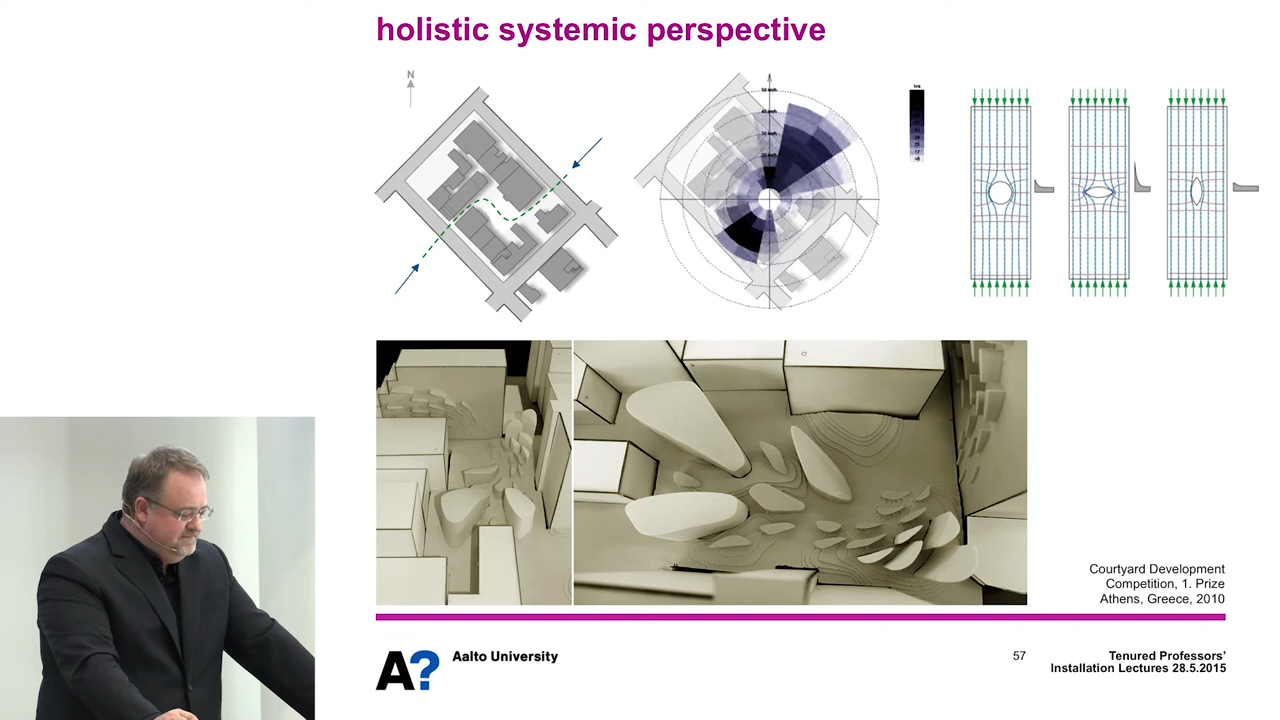 holistic systemic perspective
N
Courtyard Development
Competition, 1. Prize
Athens, Greece, 2010
A?
Aalto University
57
Tenured Professors'
Installation Lectures 28.5.2015